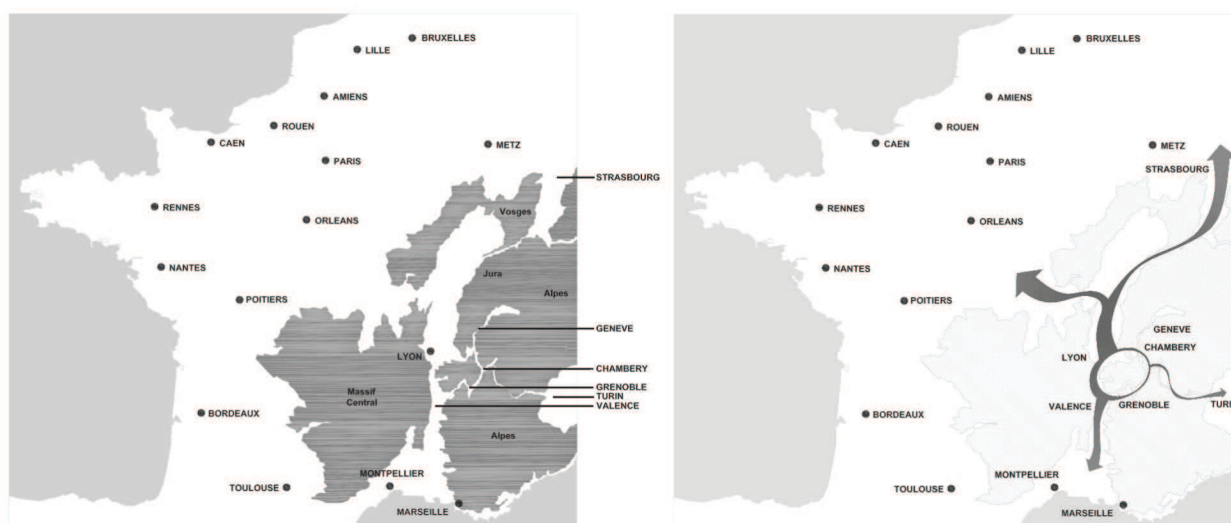 BRUXELLES
LILLE
AMIENS
ROUEN
CAEN
METZ
PARIS
STRASBOURG
RENNES
Vosges
ORLEANS
NANTES
Jura
Alpes
POITIERS
GENEVE
LYON
CHAMBERY
GRENOBLE
Massif
Central
TURIN
VALENCE
BORDEAUX
Alpes
MONTPELLIER
TOULOUSE
MARSEILLE
BRUXELLES
LILLE
AMIENS
ROUEN
CAEN
METZ
PARIS
STRASBOURG
RENNES
ORLEANS
NANTES
POITIERS
GENEVE
CHAMBERY
LYON
VALENCE
GRENOBLE
TURI
BORDEAUX
MONTPELLIER
TOULOUSE
MARSEILLE